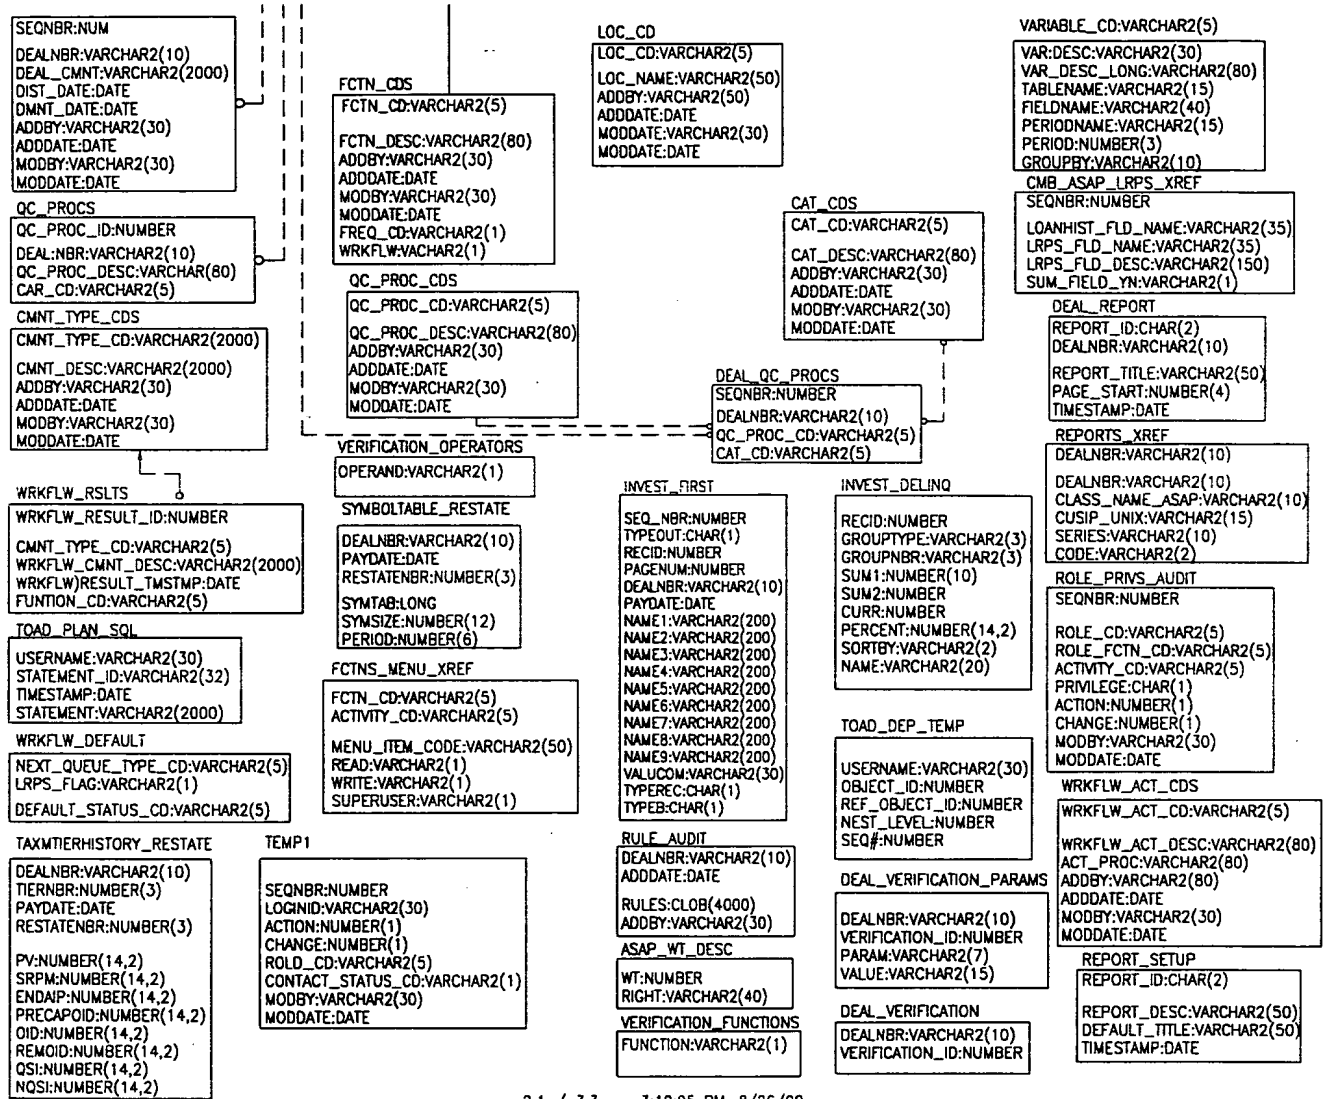 SEQNBR:NUM
DEALNBR:VARCHAR2(10)
DEAL_CMNT:VARCHAR2(2000)
DIST_DATE:DATE
DMNT_DATE:DATE
ADDBY:VARCHAR2(30)
ADDDATE:DATE
MODBY:VARCHAR2(30)
MODDATE:DATE
QC_PROCS
QC_PROC_ID:NUMBER
DEAL:NBR:VARCHAR2(10)
QC_PROC_DESC:VARCHAR(80)
CAR_CD:VARCHAR2(5)
CMNT_TYPE_CDS
CMNT_TYPE_CD:VARCHAR2(2000)
CMNT_DESC:VARCHAR2(2000)
ADDBY:VARCHAR2(30)
ADDDATE:DATE
MODBY:VARCHAR2(30)
MODDATE:DATE
WRKFLW_RSLTS
WRKFLW_RESULT_ID:NUMBER
CMNT_TYPE_CD:VARCHAR2(5)
WRKFLW_CMNT_DESC:VARCHAR2(2000)
WRKFLW)RESULT_TMSTMP:DATE
FUNTION_CD:VARCHAR2(5)
TOAD_PLAN_SQL
USERNAME:VARCHAR2(30)
STATEMENT_ID:VARCHAR2(32)
TIMESTAMP:DATE
STATEMENT:VARCHAR2(2000)
WRKFLW_DEFAULT
NEXT_QUEUE_TYPE_CD:VARCHAR2(5)
LRPS_FLAG:VARCHAR2(1)
DEFAULT_STATUS_CD:VARCHAR2(5)
TAXMTIERHISTORY_RESTATE
DEALNBR:VARCHAR2(10)
TIERNBR:NUMBER(3)
PAYDATE:DATE
RESTATENBR:NUMBER(3)
PV:NUMBER(14,2)
SRPM:NUMBER(14,2)
ENDAIP:NUMBER(14,2)
PRECAPOID:NUMBER(14,2)
OID:NUMBER(14,2)
REMOID:NUMBER(14,2)
QSI:NUMBER(14,2)
NQSI:NUMBER(14,2)
FCTN_CDS
FCTN_CD:VARCHAR2(5)
FCTN_DESC:VARCHAR2(80)
ADDBY:VARCHAR2(30)
ADDDATE:DATE
MODBY:VARCHAR2(30)
MODDATE:DATE
FREQ_CD:VARCHAR2(1)
WRKFLW:VACHAR2(1)
QC_PROC_CDS
QC_PROC_CD:VARCHAR2(5)
QC_PROC_DESC:VARCHAR2(80)
ADDBY:VARCHAR2(30)
ADDDATE:DATE
MODBY:VARCHAR2(30)
MODDATE:DATE
VERIFICATION_OPERATORS
OPERAND:VARCHAR2(1)
SYMBOLTABLE_RESTATE
DEALNBR:VARCHAR2(10)
PAYDATE:DATE
RESTATENBR:NUMBER(3)
SYMTAB:LONG
SYMSIZE:NUMBER(12)
PERIOD:NUMBER(6)
FCTNS_MENU_XREF
FCTN_CD:VARCHAR2(5)
ACTIVITY_CD:VARCHAR2(5)
MENU_ITEM_CODE:VARCHAR2(50)
READ:VARCHAR2(1)
WRITE:VARCHAR2(1)
SUPERUSER:VARCHAR2(1)
TEMP1
SEQNBR:NUMBER
LOGINID:VARCHAR2(30)
ACTION:NUMBER(1)
CHANGE:NUMBER(1)
ROLD_CD:VARCHAR2(5)
CONTACT_STATUS_CD:VARCHAR2(1)
MODBY:VARCHAR2(30)
MODDATE:DATE
LOC_CD
LOC_CD:VARCHAR2(5)
LOC_NAME:VARCHAR2(50)
ADDBY:VARCHAR2(50)
ADDDATE:DATE
MODDATE:VARCHAR2(30)
MODDATE:DATE
CAT_CDS
CAT_CD:VARCHAR2(5)
CAT_DESC:VARCHAR2(80)
ADDBY:VARCHAR2(30)
ADDDATE:DATE
MODBY:VARCHAR2(30)
MODDATE:DATE
DEAL_QC_PROCS
SEQNBR:NUMBER
DEALNBR:VARCHAR2(10)
QC_PROC_CD:VARCHAR2(5)
CAT_CD:VARCHAR2(5)
INVEST_FIRST
SEQ_NBR:NUMBER
TYPEOUT:CHAR(1)
RECID:NUMBER
PAGENUM:NUMBER
DEALNBR:VARCHAR2(10)
PAYDATE:DATE
NAME1:VARCHAR2(200)
NAME2:VARCHAR2(200)
NAME3:VARCHAR2(200)
NAME4:VARCHAR2(200)
NAME5:VARCHAR2(200)
NAME6:VARCHAR2(200)
NAME7:VARCHAR2(200)
NAME8:VARCHAR2(200)
NAME9:VARCHAR2(200)
VALUCOM:VARCHAR2(30)
TYPEREC:CHAR(1)
TYPEB:CHAR(1)
RULE_AUDIT
DEALNBR:VARCHAR2(10)
ADDDATE:DATE
RULES:CLOB(4000)
ADDBY:VARCHAR2(30)
ASAP_WT_DESC
WT:NUMBER
RIGHT:VARCHAR2(40)
VERIFICATION_FUNCTIONS
FUNCTION:VARCHAR2(1)
INVEST_DELINQ
RECID:NUMBER
GROUPTYPE:VARCHAR2(3)
GROUPNBR:VARCHAR2(3)
SUM1:NUMBER(10)
SUM2:NUMBER
CURR:NUMBER
PERCENT:NUMBER(14,2)
SORTBY:VARCHAR2(2)
NAME:VARCHAR2(20)
TOAD_DEP_TEMP
USERNAME:VARCHAR2(30)
OBJECT_ID:NUMBER
REF_OBJECT_ID:NUMBER
NEST_LEVEL:NUMBER
SEQ#:NUMBER
DEAL_VERIFICATION_PARAMS
DEALNBR:VARCHAR2(10)
VERIFICATION_ID:NUMBER
PARAM:VARCHAR2(7)
VALUE:VARCHAR2(15)
DEAL_VERIFICATION
DEALNBR:VARCHAR2(10)
VERIFICATION_ID:NUMBER
VARIABLE_CD:VARCHAR2(5)
VAR:DESC:VARCHAR2(30)
VAR_DESC_LONG:VARCHAR2(80)
TABLENAME:VARCHAR2(15)
FIELDNAME:VARCHAR2(40)
PERIODNAME:VARCHAR2(15)
PERIOD:NUMBER(3)
GROUPBY:VARCHAR2(10)
CMB_ASAP_LRPS_XREF
SEQNBR:NUMBER
LOANHIST_FLD_NAME:VARCHAR2(35)
LRPS_FLD_NAME:VARCHAR2(35)
LRPS_FLD_DESC:VARCHAR2(150)
SUM_FIELD_YN:VARCHAR2(1)
DEAL_REPORT
REPORT_ID:CHAR(2)
DEALNBR:VARCHAR2(10)
REPORT_TITLE:VARCHAR2(50)
PAGE_START:NUMBER(4)
TIMESTAMP:DATE
REPORTS_XREF
DEALNBR:VARCHAR2(10)
DEALNBR:VARCHAR2(10)
CLASS_NAME_ASAP:VARCHAR2(10)
CUSIP_UNIX:VARCHAR2(15)
SERIES:VARCHAR2(10)
CODE:VARCHAR2(2)
ROLE_PRIVS_AUDIT
SEQNBR:NUMBER
ROLE_CD:VARCHAR2(5)
ROLE_FCTN_CD:VARCHAR2(5)
ACTIVITY_CD:VARCHAR2(5)
PRIVILEGE:CHAR(1)
ACTION:NUMBER(1)
CHANGE:NUMBER(1)
MODBY:VARCHAR2(30)
MODDATE:DATE
WRKFLW_ACT_CDS
WRKFLW_ACT_CD:VARCHAR2(5)
WRKFLW_ACT_DESC:VARCHAR2(80)
ACT_PROC:VARCHAR2(80)
ADDBY:VARCHAR2(80)
ADDDATE:DATE
MODBY:VARCHAR2(30)
MODDATE:DATE
REPORT_SETUP
REPORT_ID:CHAR(2)
REPORT_DESC:VARCHAR2(50)
DEFAULT_TITLE:VARCHAR2(50)
TIMESTAMP:DATE